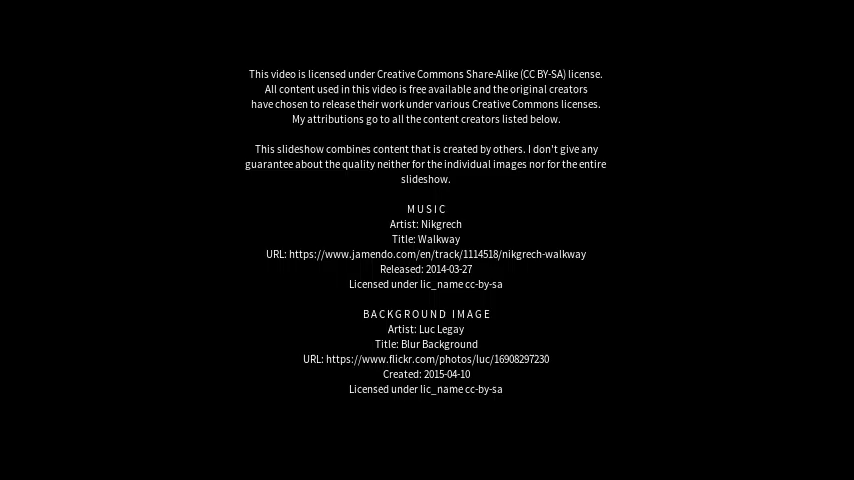 This video is licensed under Creative Commons Share-Alike (CC BY-SA) license.
All content used in this video is free available and the original creators
have chosen to release their work under various Creative Commons licenses.
My attributions go to all the content creators listed below.
This slideshow combines content that is created by others. I don't give any
guarantee about the quality neither for the individual images nor for the entire
slideshow.
MUSIC
Artist: Nikgrech
Title: Walkway
URL: https://www.jamendo.com/en/track/1114518/nikgrech-walkway
Released: 2014-03-27
Licensed under lic_name cc-by-sa
BACKGROUND IMAGE
Artist: Luc Legay
Title: Blur Background
URL: https://www.flickr.com/photos/luc/16908297230
Created: 2015-04-10
Licensed under lic_name cc-by-sa